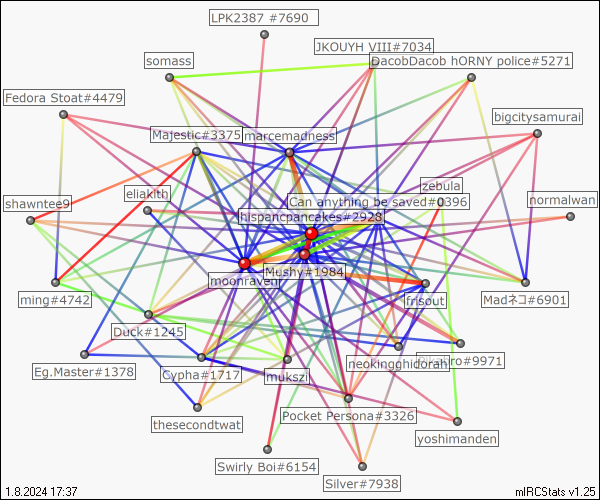 LPK2387 #7690
JKOUYH VIII#7034
somass
DacobDacob hORNY police#5271
Fedora Stoat#4479
bigcitysamurai
Majestic#3375
marcemadness
zebula
eliakith
Can anything be saved#0396
normalwan
shawntee9
hispancpancakes#2928
Mushy#1984
moonraven
ming#4742
frisout
Madネコ#6901
Duck#1245
neokingghidorah
#9971
Eg.Master#1378
Cypha#1717
mukszil
Pocket Persona#3326
thesecondtwat
yoshimanden
Swirly Boi#6154
Silver#7938
1.8.2024 17:37
mIRCStats v1.25